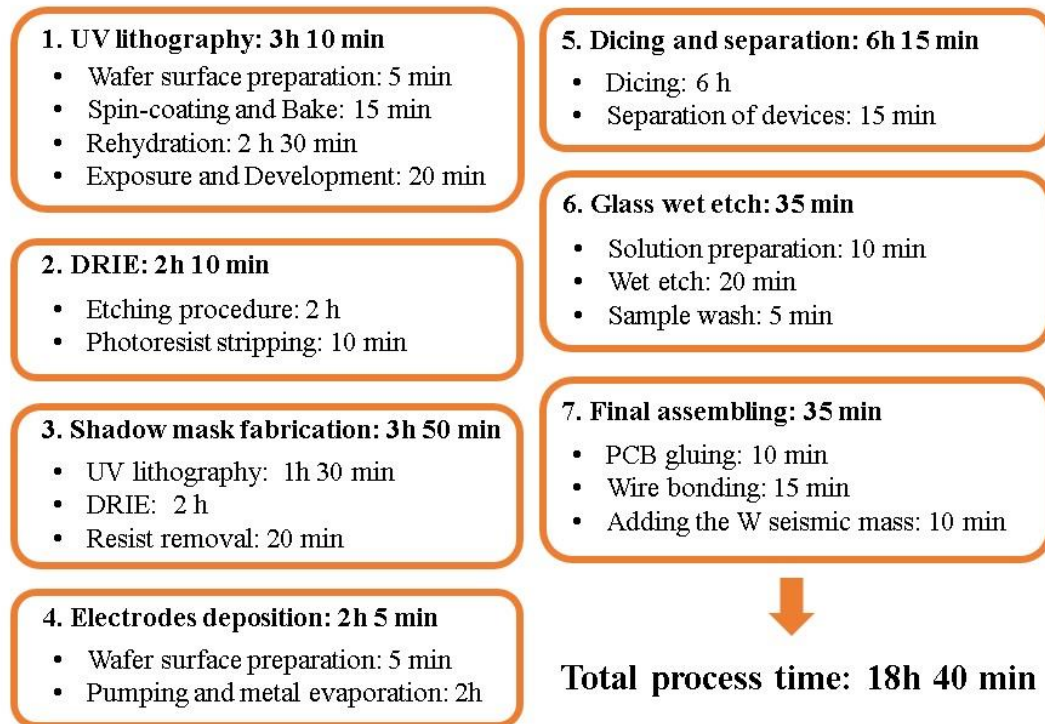 1. UV lithography: 3h 10 min
• Wafer surface preparation: 5 min
• Spin-coating and Bake: 15 min
• Rehydration: 2 h 30 min
• Exposure and Development: 20 min
2. DRIE: 2h 10 min
• Etching procedure: 2 h
• Photoresist stripping: 10 min
3. Shadow mask fabrication: 3h 50 min
• UV lithography: 1h 30 min
• DRIE: 2 h
• Resist removal: 20 min
4. Electrodes deposition: 2h 5 min
• Wafer surface preparation: 5 min
• Pumping and metal evaporation: 2h
5. Dicing and separation: 6h 15 min
• Dicing: 6 h
• Separation of devices: 15 min
6. Glass wet etch: 35 min
• Solution preparation: 10 min
• Wet etch: 20 min
• Sample wash: 5 min
7. Final assembling: 35 min
• PCB gluing: 10 min
• Wire bonding: 15 min
• Adding the W seismic mass: 10 min
Total process time: 18h 40 min